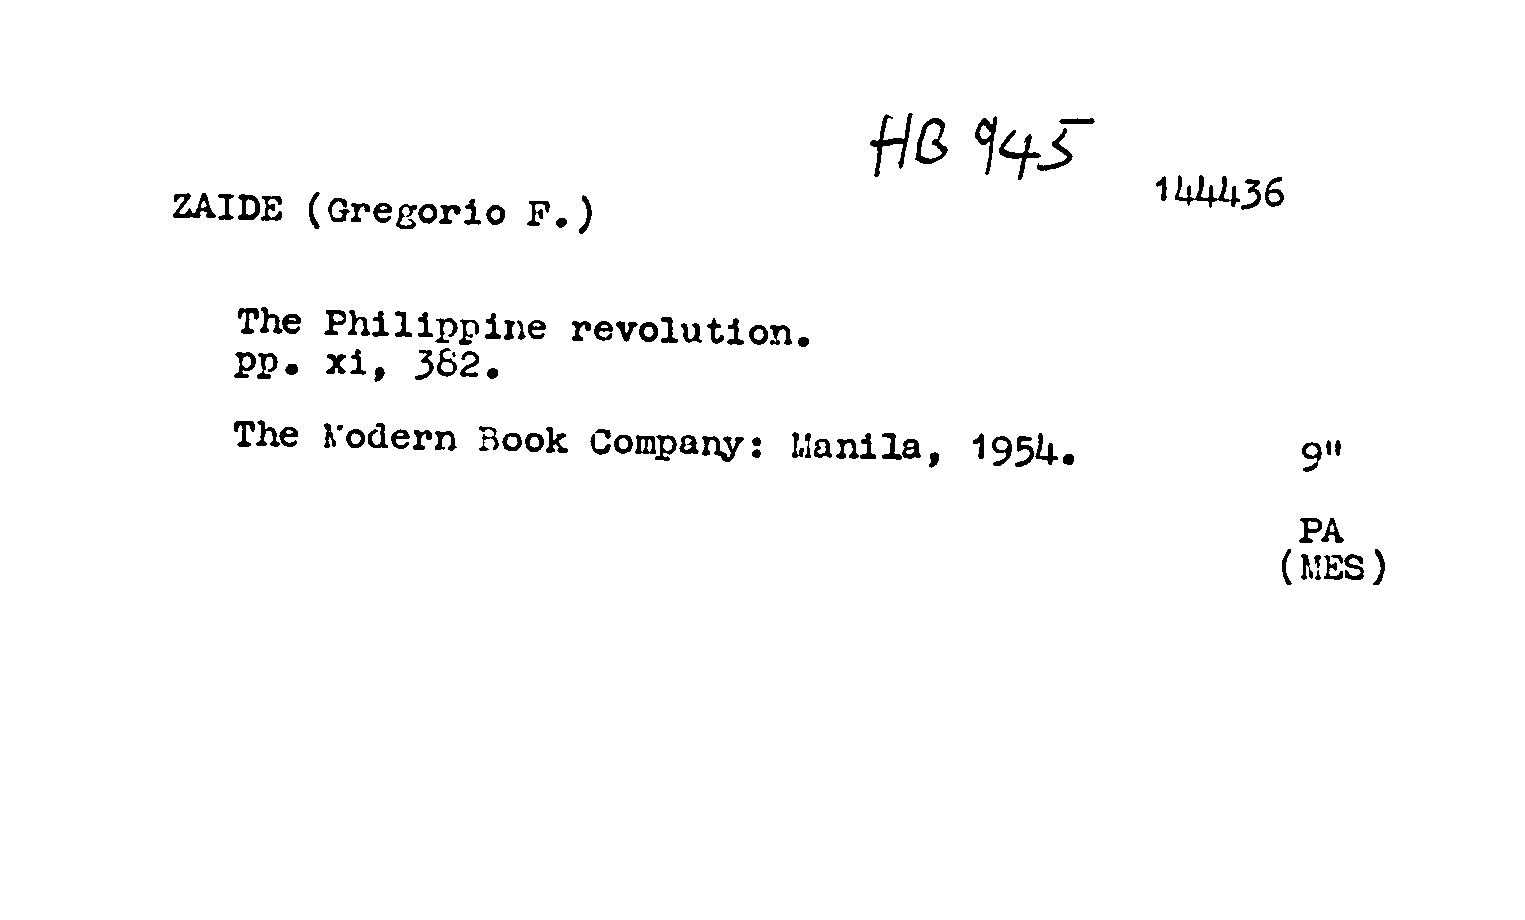 HB 945
144436
ZAIDE (Gregorio F.)
The Philippine revolution.
pp. xi, 382.
The Modern Book Company: Manila, 1954.
9"
PA
(MES)